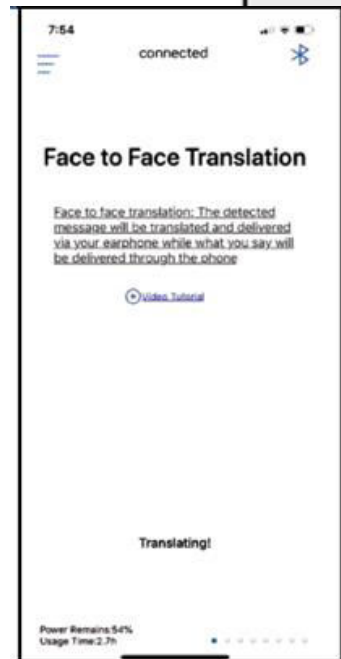 7:54
connected
Face to Face Translation
Face to face translation: The detected
message will be translated and delivered
via your earphone while what you say will
be delivered through the phone
Video Tutorial
Translating!
Power Remains:54%
Usage Time:2.7h